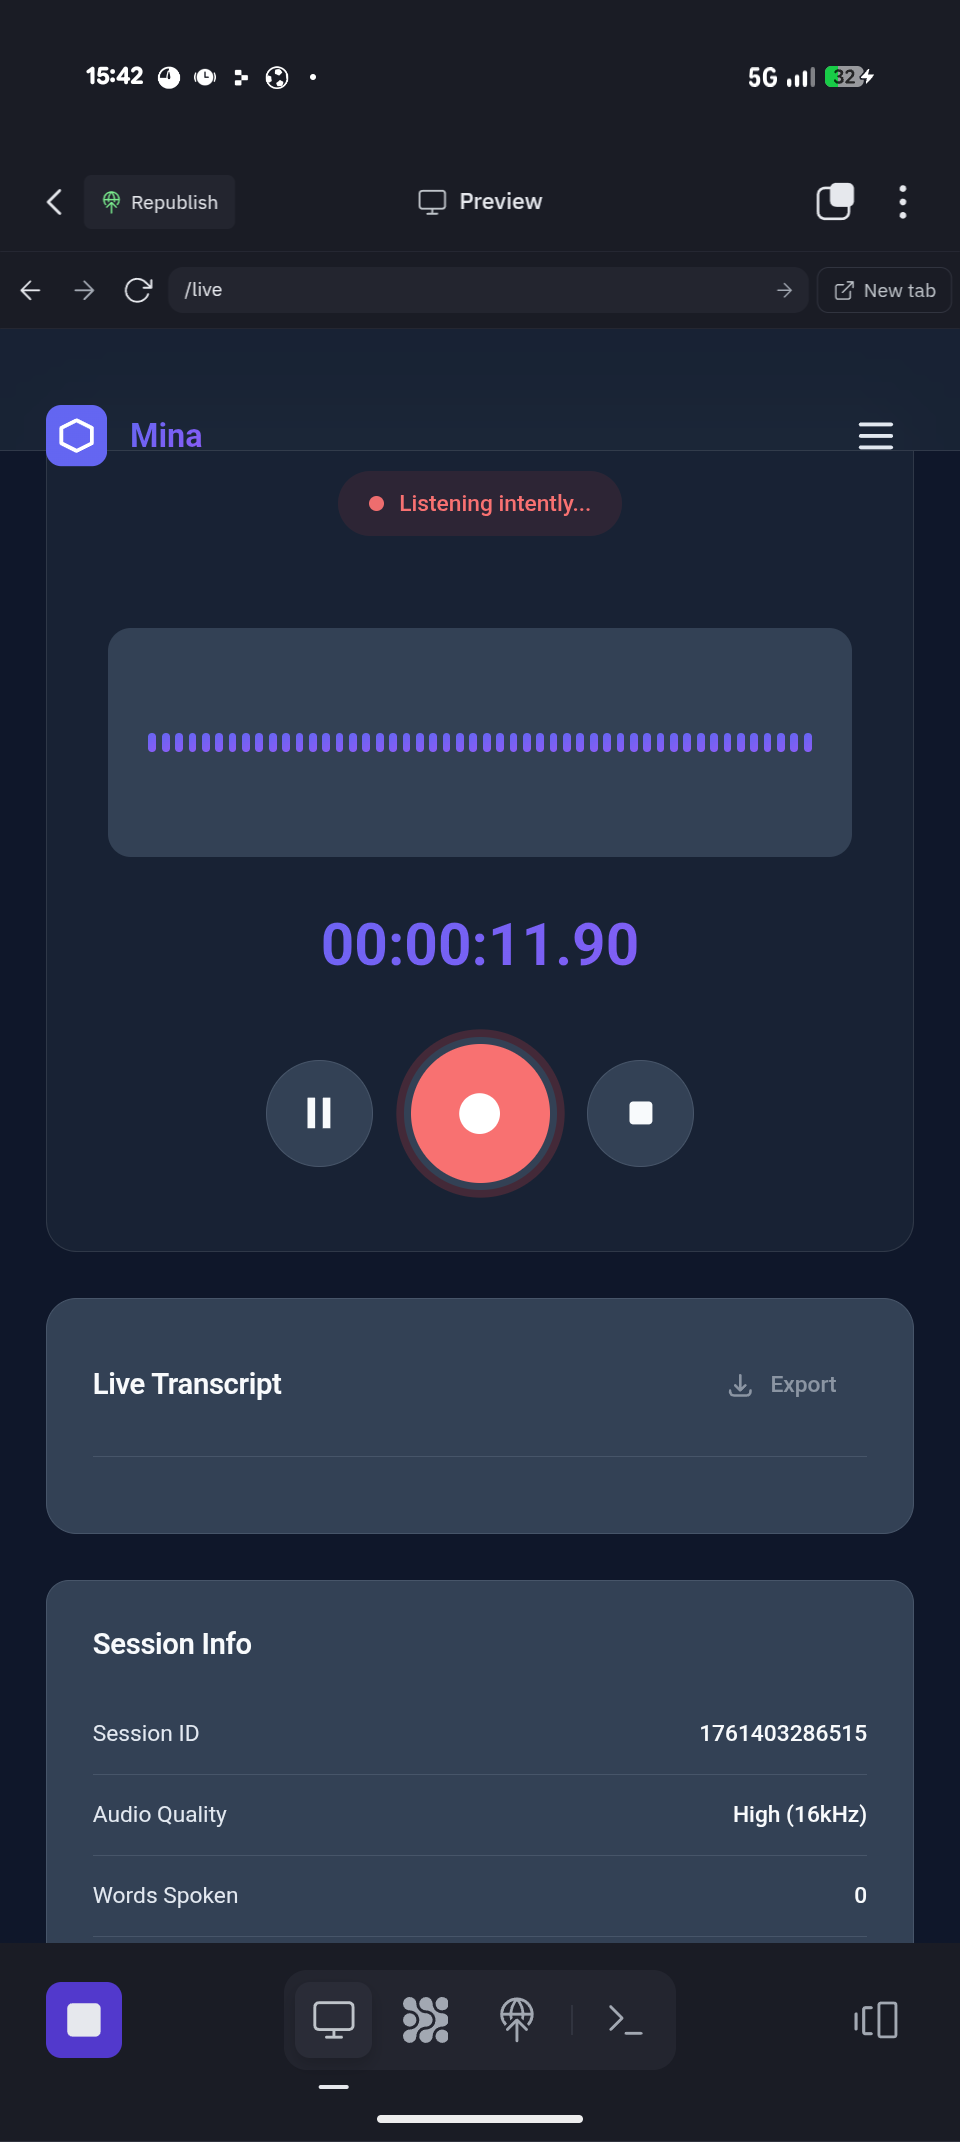 15:42
5G
32
Republish
Preview
/live
New tab
Mina
Listening intently...
00:00:11.90
Live Transcript
Export
Session Info
Session ID
1761403286515
Audio Quality
High (16kHz)
Words Spoken
0